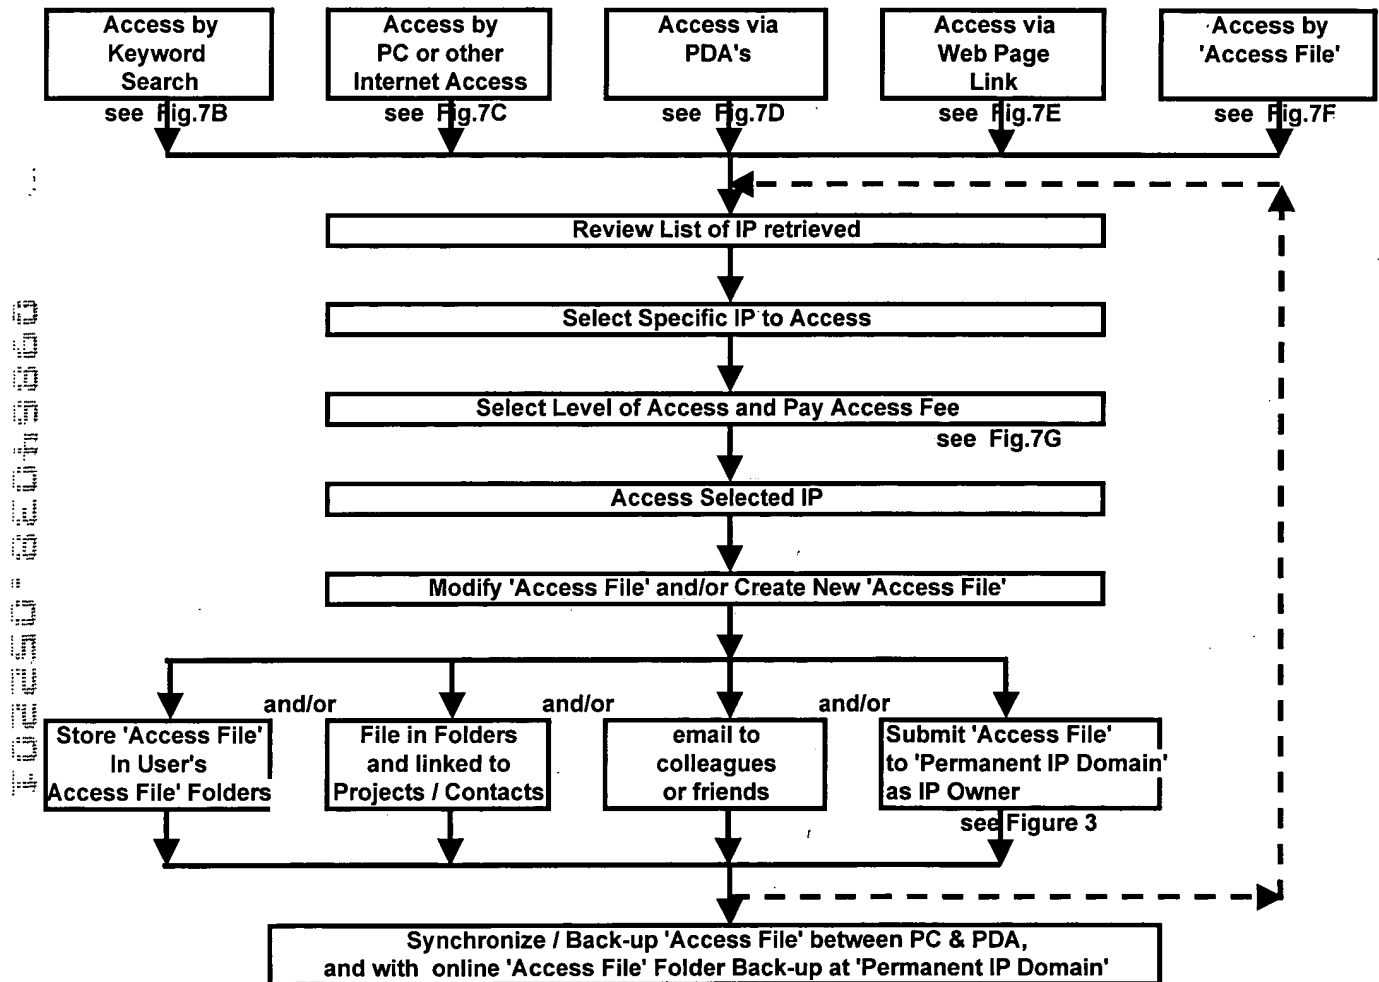 Access by
Keyword
Search
see Fig.7B
Access by
PC or other
Internet Access
see Fig.7C
Access via
PDA's
see Fig.7D
Access via
Web Page
Link
see Fig.7E
Access by
'Access File'
see Fig.7F
Review List of IP retrieved
Select Specific IP to Access
Select Level of Access and Pay Access Fee
see Fig.7G
Access Selected IP
Modify 'Access File' and/or Create New 'Access File'
Store 'Access File'
In User's
Access File' Folders
and/or
File in Folders
and linked to
Projects / Contacts
and/or
email to
colleagues
or friends
and/or
Submit 'Access File'
to 'Permanent IP Domain'
as IP Owner
see Figure 3
Synchronize / Back-up 'Access File' between PC & PDA,
and with online 'Access File' Folder Back-up at 'Permanent IP Domain'